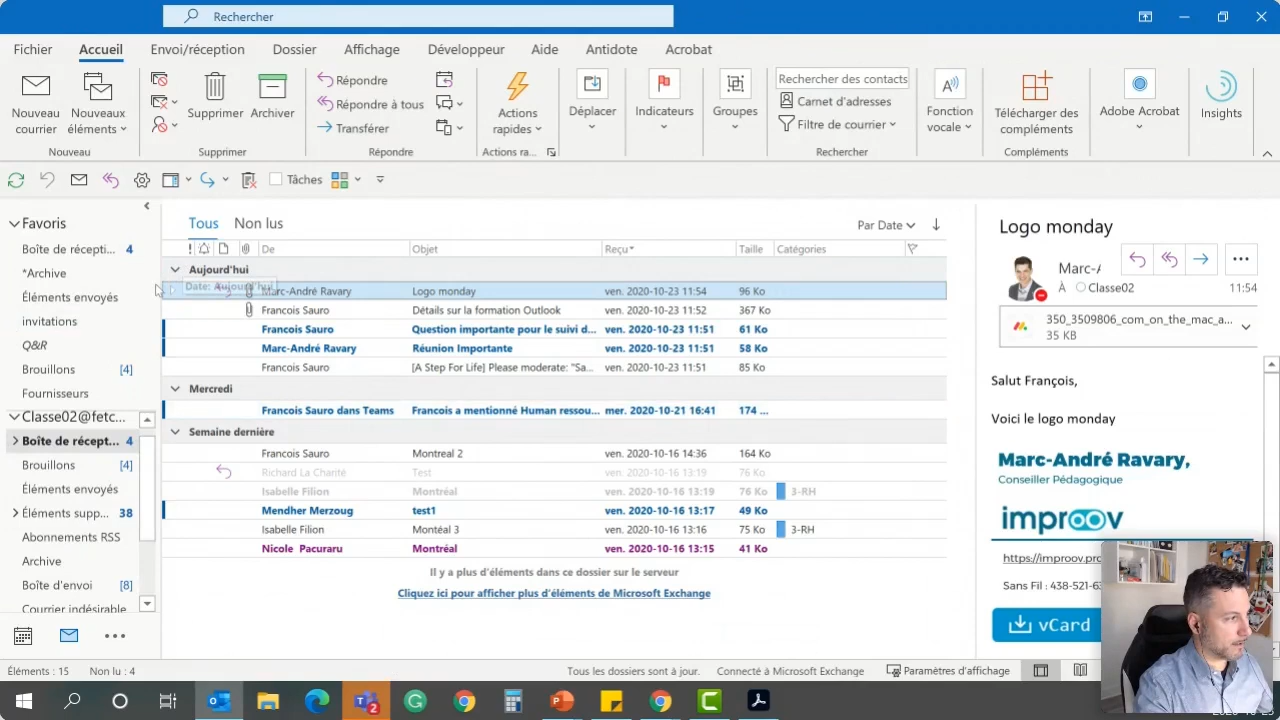 Rechercher
Fichier Accueil Envoi/réception Dossier Affichage Développeur Aide Antidote Acrobat
Nouveau courrier
Nouveaux éléments
Nouveau
Supprimer
Archiver
Supprimer
Répondre
Répondre à tous
Transférer
Répondre
Actions rapides
Actions ra...
Déplacer
Indicateurs
Groupes
Rechercher des contacts
Carnet d'adresses
Filtre de courrier
Rechercher
Fonction vocale
Télécharger des compléments
Compléments
Adobe Acrobat
Insights
Tâches
Favoris
Boîte de récepti... 4
*Archive
Éléments envoyés
invitations
Q&R
Brouillons [4]
Fournisseurs
Classe02@fetc...
Boîte de récept... 4
Brouillons [4]
Éléments envoyés
Éléments supp... 38
Abonnements RSS
Archive
Boîte d'envoi [8]
Courrier indésirable
Tous Non lus
Par Date
De Objet Reçu Taille Catégories
Aujourd'hui
Date: Aujourd'hui
Marc-André Ravary Logo monday ven. 2020-10-23 11:54 96 Ko
Francois Sauro Détails sur la formation Outlook ven. 2020-10-23 11:52 367 Ko
Francois Sauro Question importante pour le suivi d... ven. 2020-10-23 11:51 61 Ko
Marc-André Ravary Réunion Importante ven. 2020-10-23 11:51 58 Ko
Francois Sauro [A Step For Life] Please moderate: "Sa... ven. 2020-10-23 11:51 85 Ko
Mercredi
Francois Sauro dans Teams Francois a mentionné Human ressou... mer. 2020-10-21 16:41 174 ...
Semaine dernière
Francois Sauro Montreal 2 ven. 2020-10-16 14:36 164 Ko
Richard La Charité Test ven. 2020-10-16 13:19 76 Ko
Isabelle Filion Montréal ven. 2020-10-16 13:19 76 Ko 3-RH
Mendher Merzoug test1 ven. 2020-10-16 13:17 49 Ko
Isabelle Filion Montéal 3 ven. 2020-10-16 13:16 75 Ko 3-RH
Nicole Pacuraru Montréal ven. 2020-10-16 13:15 41 Ko
Il y a plus d'éléments dans ce dossier sur le serveur
Cliquez ici pour afficher plus d'éléments de Microsoft Exchange
Logo monday
Marc-A
À Classe02 11:54
350_3509806_com_on_the_mac_a...
35 KB
Salut François,
Voici le logo monday
Marc-André Ravary,
Conseiller Pédagogique
improov
https://improov.pro
Sans Fil : 438-521-6
vCard
Éléments : 15 Non lu : 4 Tous les dossiers sont à jour. Connecté à Microsoft Exchange Paramètres d'affichage
2